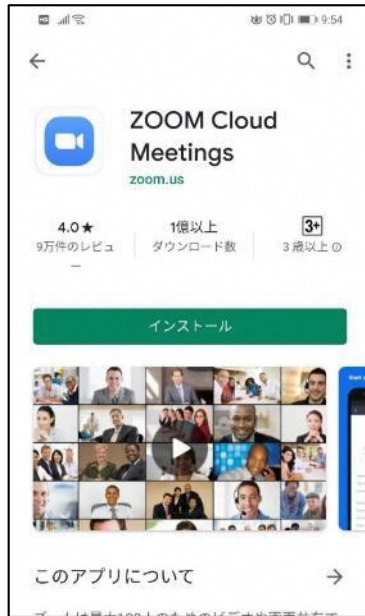 9:54
ZOOM Cloud
Meetings
zoom.us
4.0★
9万件のレビュ
ー
1億以上
ダウンロード数
3+
3 歳以上
インストール
このアプリについて